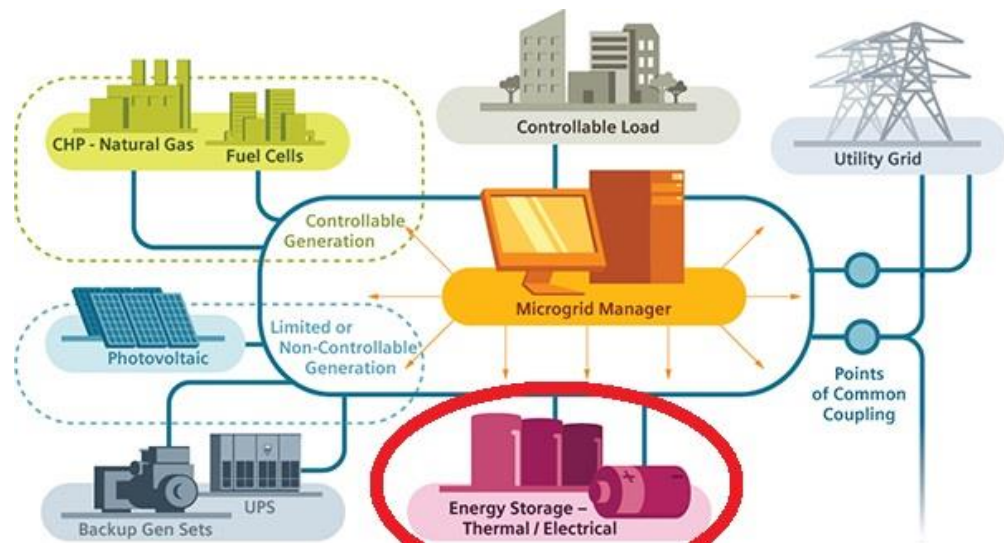 CHP - Natural Gas
Fuel Cells
Controllable
Generation
Controllable Load
Utility Grid
Microgrid Manager
Photovoltaic
Limited or
Non-Controllable
Generation
Points
of Common
Coupling
Backup Gen Sets
UPS
Energy Storage –
Thermal / Electrical
+
−